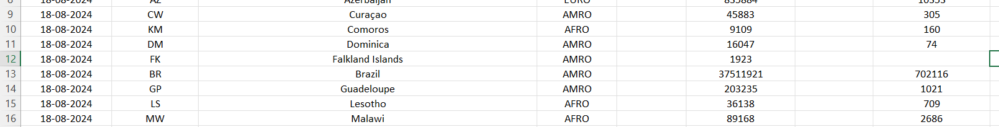 8 18-08-2024 AZ Azerbaijan EURO 835884 10353
9 18-08-2024 CW Curaçao AMRO 45883 305
10 18-08-2024 KM Comoros AFRO 9109 160
11 18-08-2024 DM Dominica AMRO 16047 74
12 18-08-2024 FK Falkland Islands AMRO 1923
13 18-08-2024 BR Brazil AMRO 37511921 702116
14 18-08-2024 GP Guadeloupe AMRO 203235 1021
15 18-08-2024 LS Lesotho AFRO 36138 709
16 18-08-2024 MW Malawi AFRO 89168 2686